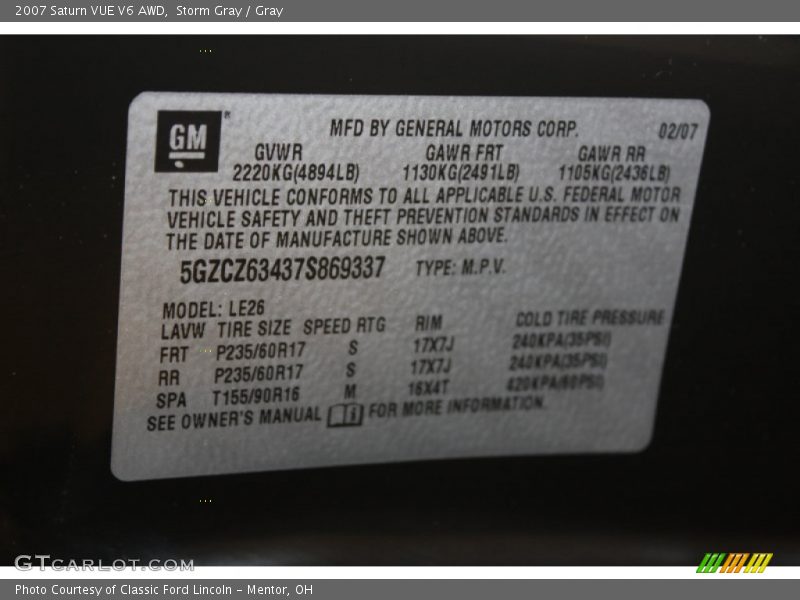 2007 Saturn VUE V6 AWD, Storm Gray / Gray
GM® MFD BY GENERAL MOTORS CORP. 02/07
GVWR GAWR FRT GAWR RR
2220KG(4894LB) 1130KG(2491LB) 1105KG(2436LB)
THIS VEHICLE CONFORMS TO ALL APPLICABLE U.S. FEDERAL MOTOR
VEHICLE SAFETY AND THEFT PREVENTION STANDARDS IN EFFECT ON
THE DATE OF MANUFACTURE SHOWN ABOVE.
5GZCZ63437S869337 TYPE: M.P.V.
MODEL: LE26
LAVW TIRE SIZE SPEED RTG RIM COLD TIRE PRESSURE
FRT P235/60R17 S 17X7J 240KPA(35PSI)
RR P235/60R17 S 17X7J 240KPA(35PSI)
SPA T155/90R16 M 16X4T 420KPA(60PSI)
SEE OWNER'S MANUAL FOR MORE INFORMATION.
GTCARLOT.COM
Photo Courtesy of Classic Ford Lincoln - Mentor, OH